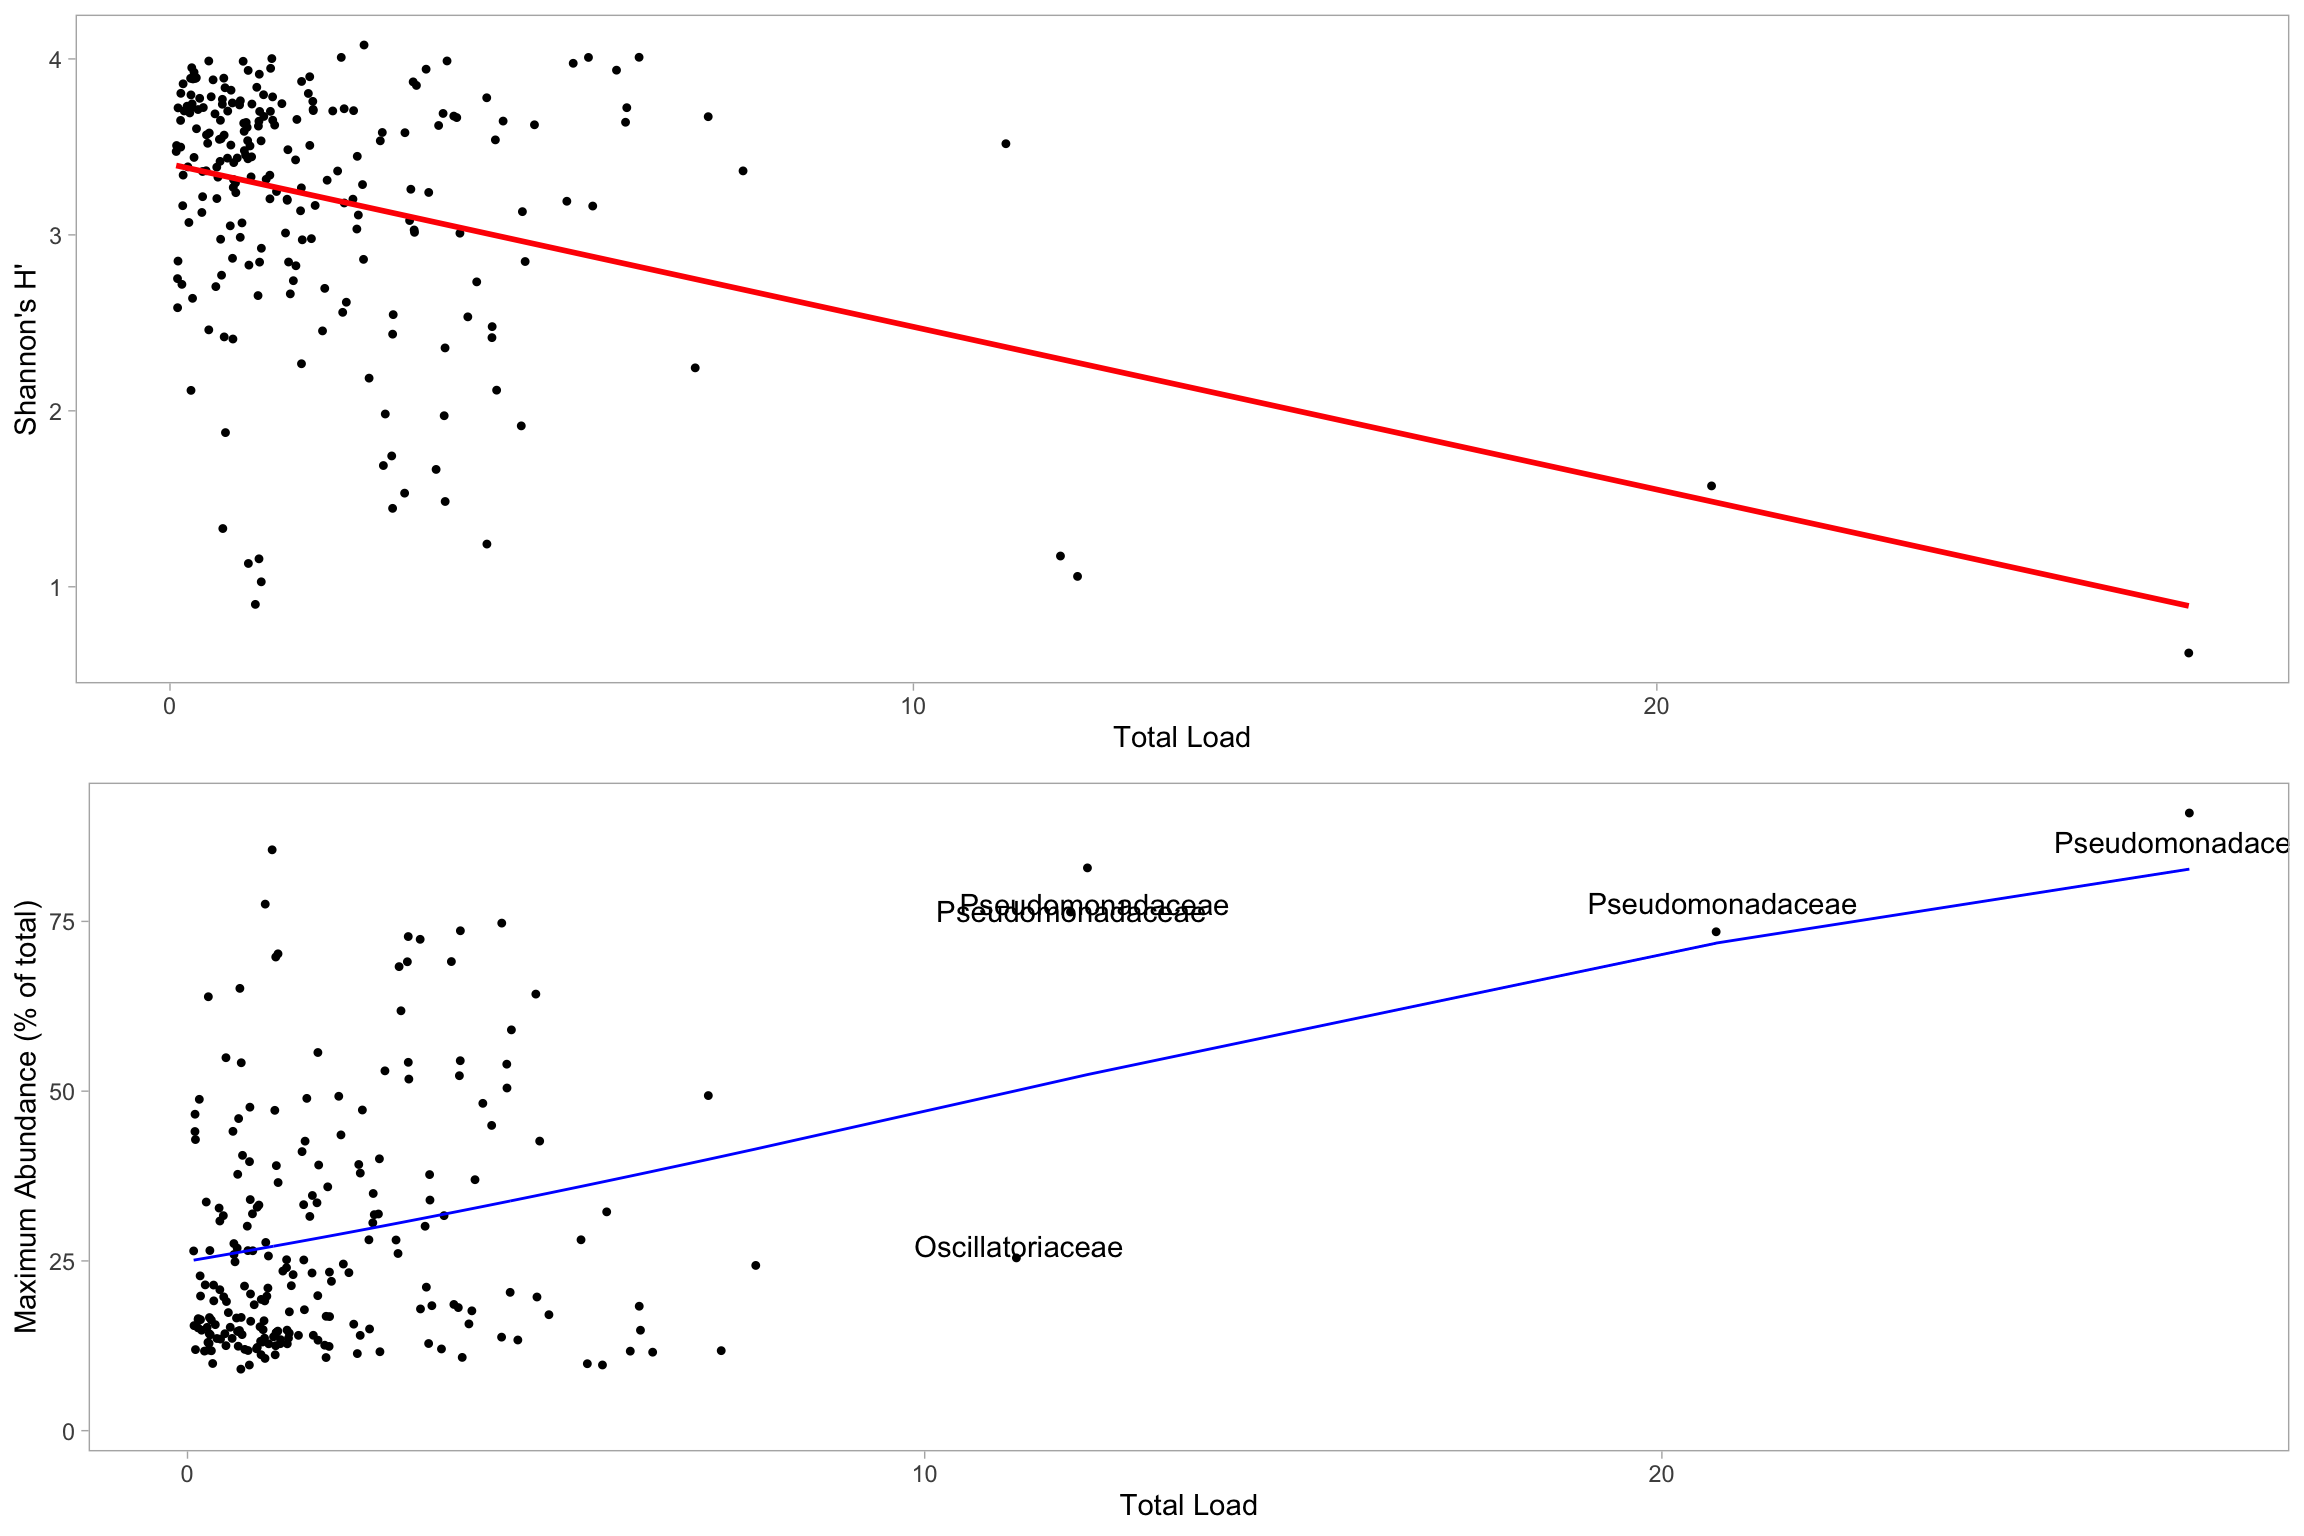 4
3
2
1
Shannon's H'
0 10 20
Total Load
Pseudomonadace
Pseudomonadaceae
Pseudomonadaceae
Pseudomonadaceae
Oscillatoriaceae
75
50
25
0
Maximum Abundance (% of total)
0 10 20
Total Load